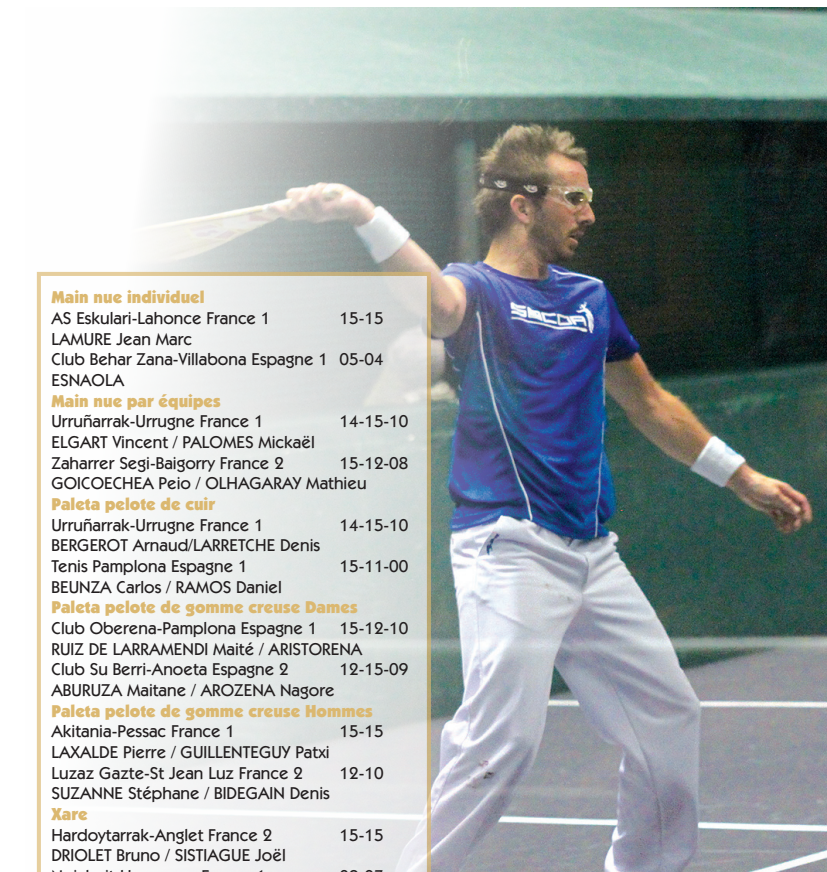 SACOA
Main nue individuel
AS Eskulari-Lahonce France 1 15-15
LAMURE Jean Marc
Club Behar Zana-Villabona Espagne 1 05-04
ESNAOLA
Main nue par équipes
Urruñarrak-Urrugne France 1 14-15-10
ELGART Vincent / PALOMES Mickaël
Zaharrer Segi-Baigorry France 2 15-12-08
GOICOECHEA Peio / OLHAGARAY Mathieu
Paleta pelote de cuir
Urruñarrak-Urrugne France 1 14-15-10
BERGEROT Arnaud/LARRETCHE Denis
Tenis Pamplona Espagne 1 15-11-00
BEUNZA Carlos / RAMOS Daniel
Paleta pelote de gomme creuse Dames
Club Oberena-Pamplona Espagne 1 15-12-10
RUIZ DE LARRAMENDI Maité / ARISTORENA
Club Su Berri-Anoeta Espagne 2 12-15-09
ABURUZA Maitane / AROZENA Nagore
Paleta pelote de gomme creuse Hommes
Akitania-Pessac France 1 15-15
LAXALDE Pierre / GUILLENTEGUY Patxi
Luzaz Gazte-St Jean Luz France 2 12-10
SUZANNE Stéphane / BIDEGAIN Denis
Xare
Hardoytarrak-Anglet France 2 15-15
DRIOLET Bruno / SISTIAGUE Joël